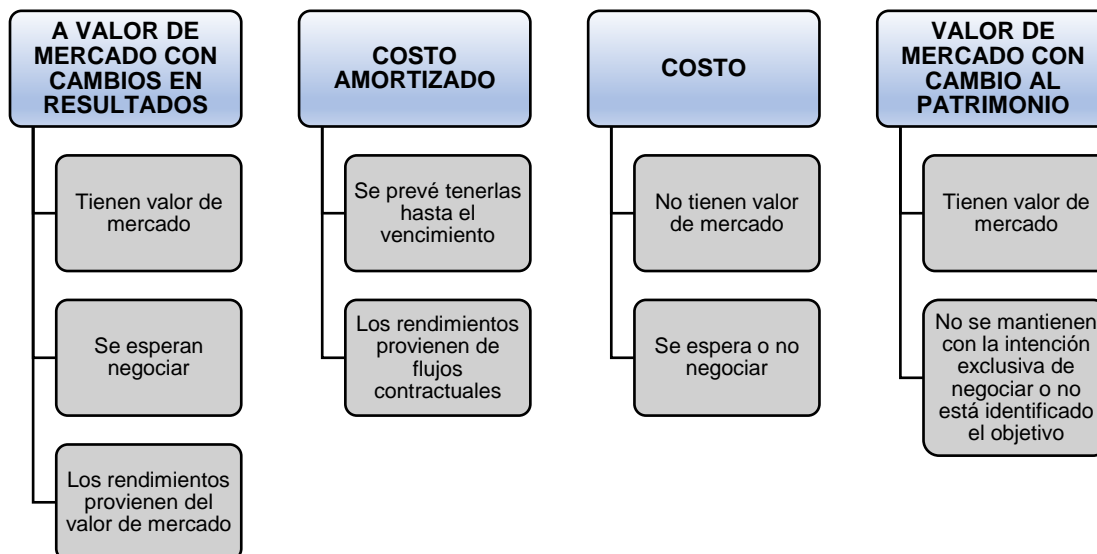 A VALOR DE
MERCADO CON
CAMBIOS EN
RESULTADOS
Tienen valor de
mercado
Se esperan
negociar
Los rendimientos
provienen del
valor de mercado
COSTO
AMORTIZADO
Se prevé tenerlas
hasta el
vencimiento
Los rendimientos
provienen de
flujos
contractuales
COSTO
No tienen valor
de mercado
Se espera o no
negociar
VALOR DE
MERCADO CON
CAMBIO AL
PATRIMONIO
Tienen valor de
mercado
No se mantienen
con la intención
exclusiva de
negociar o no
está identificado
el objetivo